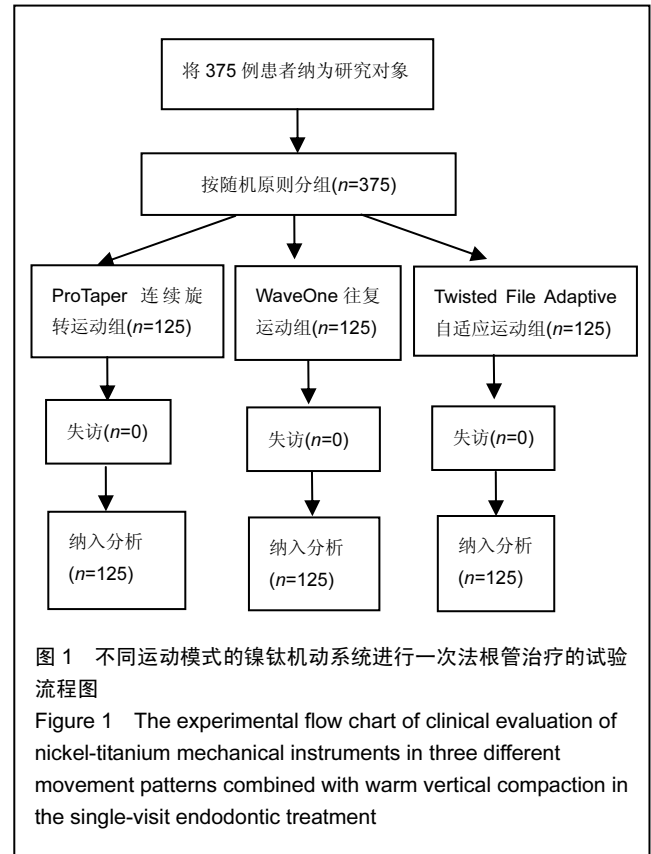 将 375 例患者纳为研究对象
按随机原则分组(n=375)
ProTaper 连续旋
转运动组(n=125)
WaveOne 往复
运动组(n=125)
Twisted File Adaptive
自适应运动组(n=125)
失访(n=0)
失访(n=0)
失访(n=0)
纳入分析
(n=125)
纳入分析
(n=125)
纳入分析
(n=125)
图 1 不同运动模式的镍钛机动系统进行一次法根管治疗的试验
流程图
Figure 1 The experimental flow chart of clinical evaluation of
nickel-titanium mechanical instruments in three different
movement patterns combined with warm vertical compaction in
the single-visit endodontic treatment